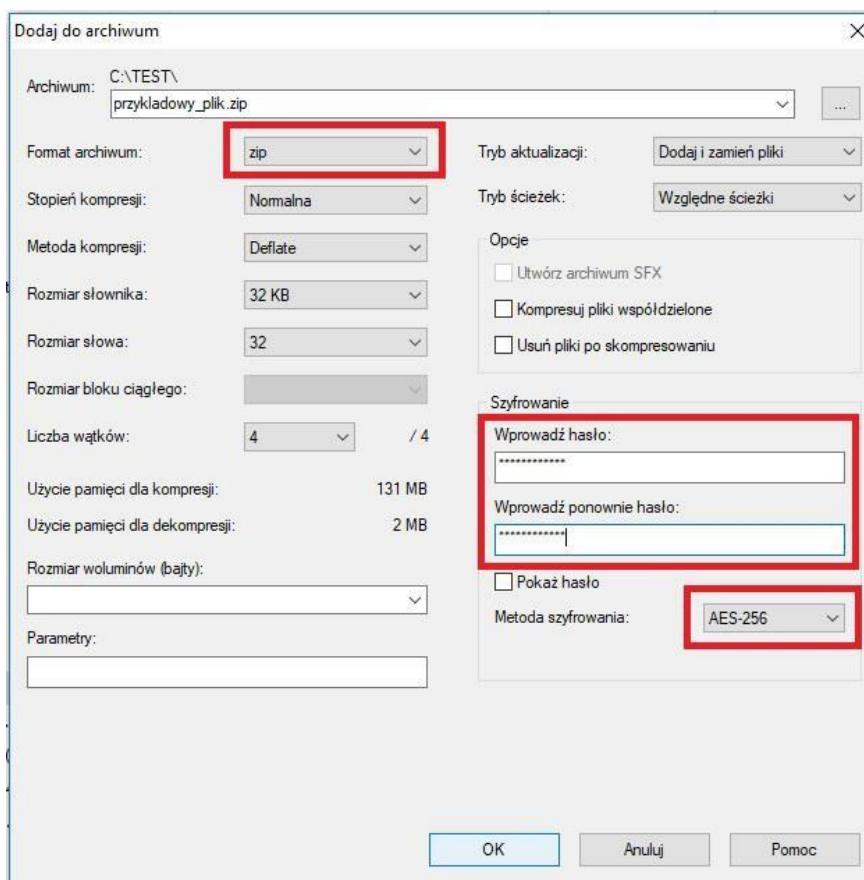 Dodaj do archiwum
Archiwum:
C:\TEST\
przykladowy_plik.zip
...
Format archiwum:
zip
Stopień kompresji:
Normalna
Metoda kompresji:
Deflate
Rozmiar słownika:
32 KB
Rozmiar słowa:
32
Rozmiar bloku ciągłego:
Liczba wątków:
4
/ 4
Użycie pamięci dla kompresji:
131 MB
Użycie pamięci dla dekompresji:
2 MB
Rozmiar woluminów (bajty):
Parametry:
Tryb aktualizacji:
Dodaj i zamień pliki
Tryb ścieżek:
Względne ścieżki
Opcje
Utwórz archiwum SFX
Kompresuj pliki współdzielone
Usuń pliki po skompresowaniu
Szyfrowanie
Wprowadź hasło:
************
Wprowadź ponownie hasło:
************
Pokaż hasło
Metoda szyfrowania:
AES-256
OK
Anuluj
Pomoc